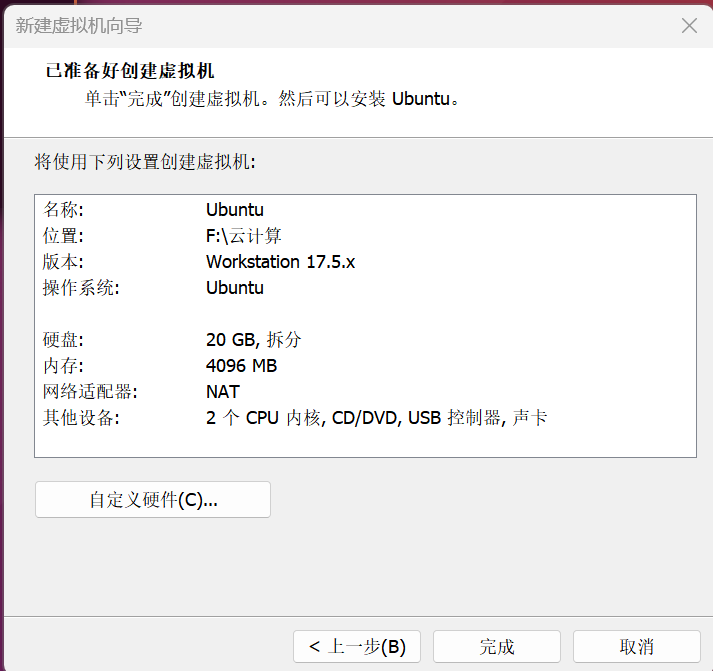 新建虚拟机向导
已准备好创建虚拟机
单击“完成”创建虚拟机。然后可以安装 Ubuntu。
将使用下列设置创建虚拟机:
名称: Ubuntu
位置: F:\云计算
版本: Workstation 17.5.x
操作系统: Ubuntu
硬盘: 20 GB, 拆分
内存: 4096 MB
网络适配器: NAT
其他设备: 2 个 CPU 内核, CD/DVD, USB 控制器, 声卡
自定义硬件(C)...
< 上一步(B) 完成 取消